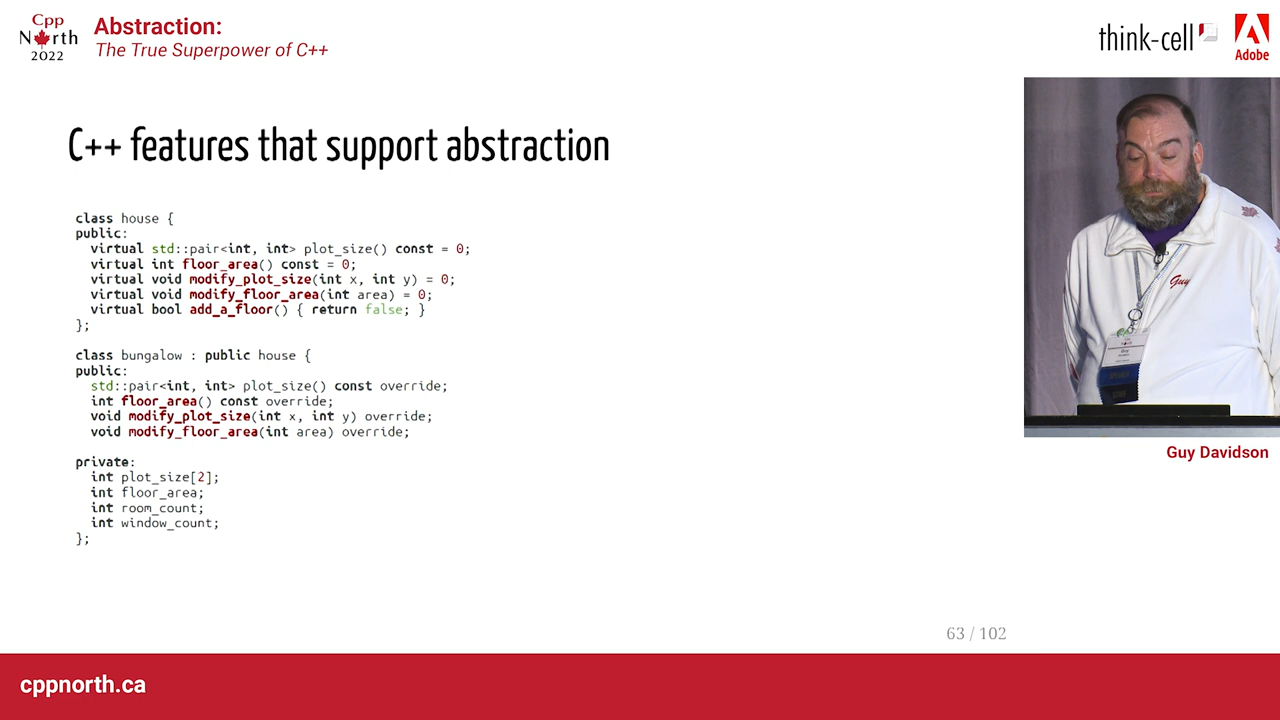 Cpp
North
2022
Abstraction:
The True Superpower of C++
think-cell
Adobe
C++ features that support abstraction
class house {
public:
  virtual std::pair<int, int> plot_size() const = 0;
  virtual int floor_area() const = 0;
  virtual void modify_plot_size(int x, int y) = 0;
  virtual void modify_floor_area(int area) = 0;
  virtual bool add_a_floor() { return false; }
};
class bungalow : public house {
public:
  std::pair<int, int> plot_size() const override;
  int floor_area() const override;
  void modify_plot_size(int x, int y) override;
  void modify_floor_area(int area) override;
private:
  int plot_size[2];
  int floor_area;
  int room_count;
  int window_count;
};
Guy
Guy
Guy Davidson
63 / 102
cppnorth.ca